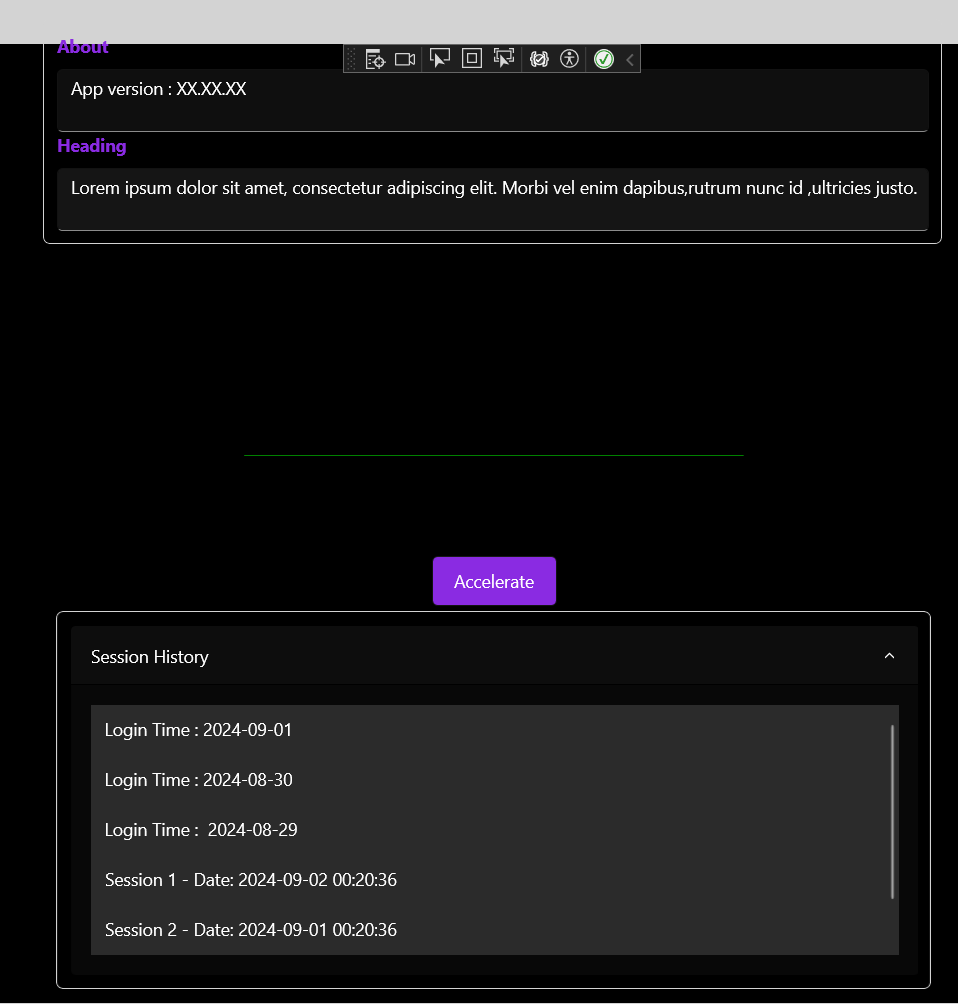 About
App version : XX.XX.XX
Heading
Lorem ipsum dolor sit amet, consectetur adipiscing elit. Morbi vel enim dapibus,rutrum nunc id ,ultricies justo.
Accelerate
Session History
Login Time : 2024-09-01
Login Time : 2024-08-30
Login Time :  2024-08-29
Session 1 - Date: 2024-09-02 00:20:36
Session 2 - Date: 2024-09-01 00:20:36